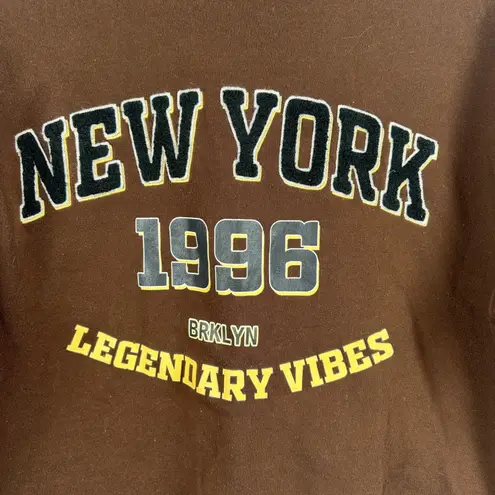 NEW YORK
1996
BRKLYN
LEGENDARY VIBES